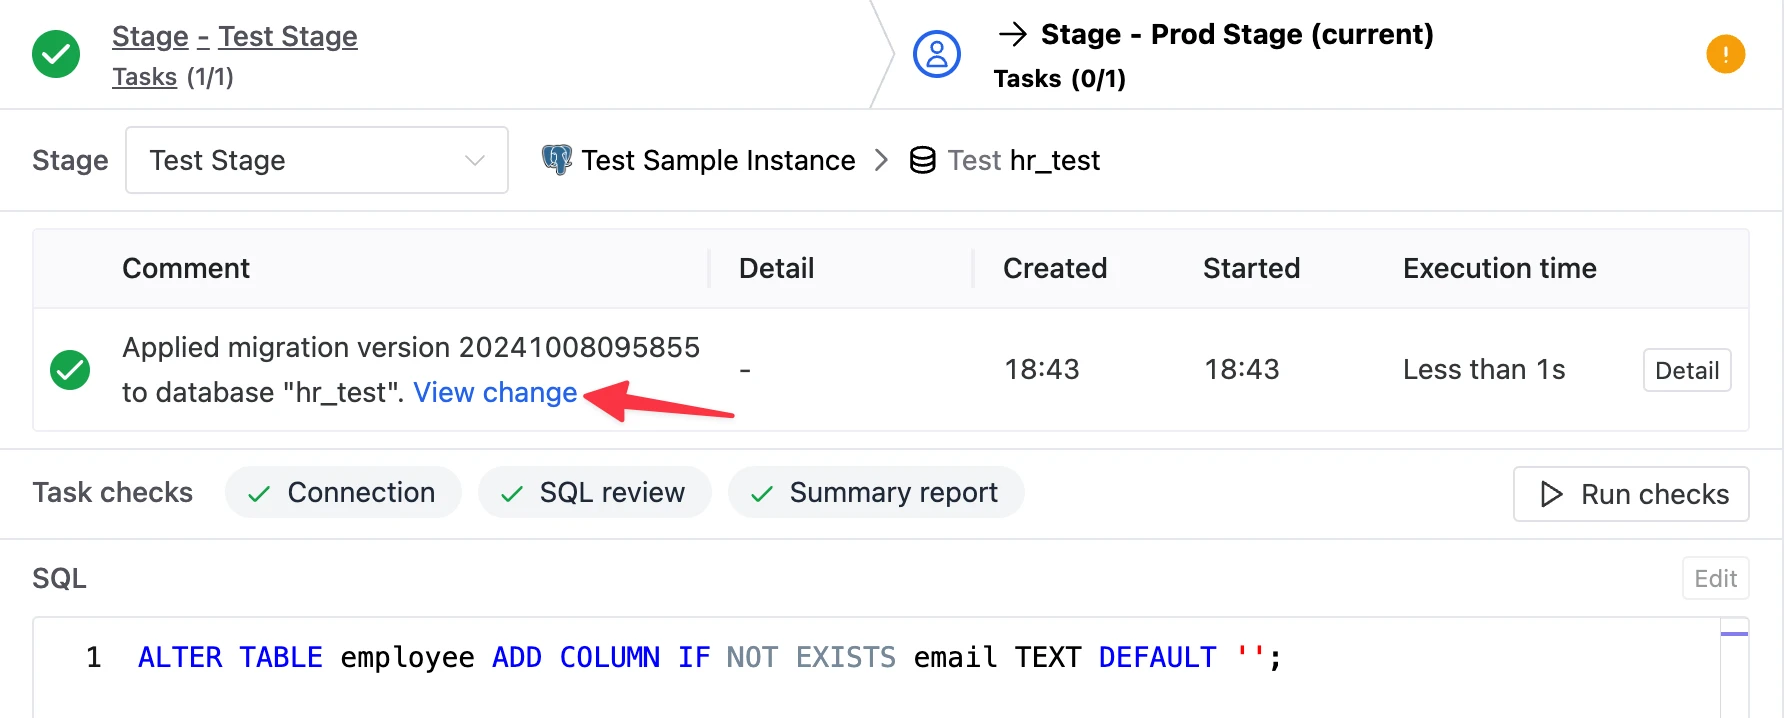 Stage - Test Stage
Tasks (1/1)
→ Stage - Prod Stage (current)
Tasks (0/1)
!
Stage
Test Stage
Test Sample Instance > Test hr_test
Comment Detail Created Started Execution time
Applied migration version 20241008095855
to database "hr_test". View change
-
18:43
18:43
Less than 1s
Detail
Task checks
Connection
SQL review
Summary report
Run checks
SQL
Edit
1 ALTER TABLE employee ADD COLUMN IF NOT EXISTS email TEXT DEFAULT '';